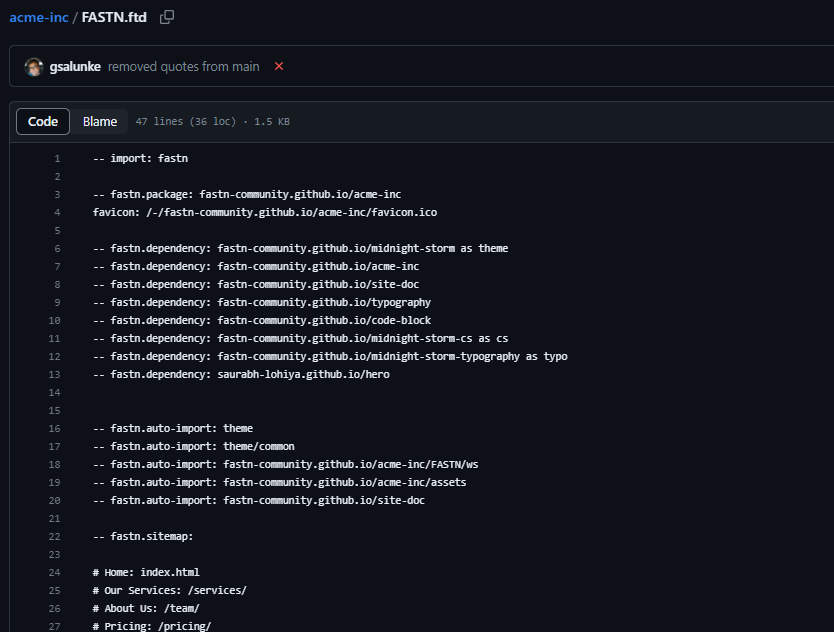 acme-inc / FASTN.ftd
gsalunke removed quotes from main
Code Blame 47 lines (36 loc) · 1.5 KB
1 -- import: fastn
2
3 -- fastn.package: fastn-community.github.io/acme-inc
4 favicon: /-/fastn-community.github.io/acme-inc/favicon.ico
5
6 -- fastn.dependency: fastn-community.github.io/midnight-storm as theme
7 -- fastn.dependency: fastn-community.github.io/acme-inc
8 -- fastn.dependency: fastn-community.github.io/site-doc
9 -- fastn.dependency: fastn-community.github.io/typography
10 -- fastn.dependency: fastn-community.github.io/code-block
11 -- fastn.dependency: fastn-community.github.io/midnight-storm-cs as cs
12 -- fastn.dependency: fastn-community.github.io/midnight-storm-typography as typo
13 -- fastn.dependency: saurabh-lohiya.github.io/hero
14
15
16 -- fastn.auto-import: theme
17 -- fastn.auto-import: theme/common
18 -- fastn.auto-import: fastn-community.github.io/acme-inc/FASTN/ws
19 -- fastn.auto-import: fastn-community.github.io/acme-inc/assets
20 -- fastn.auto-import: fastn-community.github.io/site-doc
21
22 -- fastn.sitemap:
23
24 # Home: index.html
25 # Our Services: /services/
26 # About Us: /team/
27 # Pricing: /pricing/